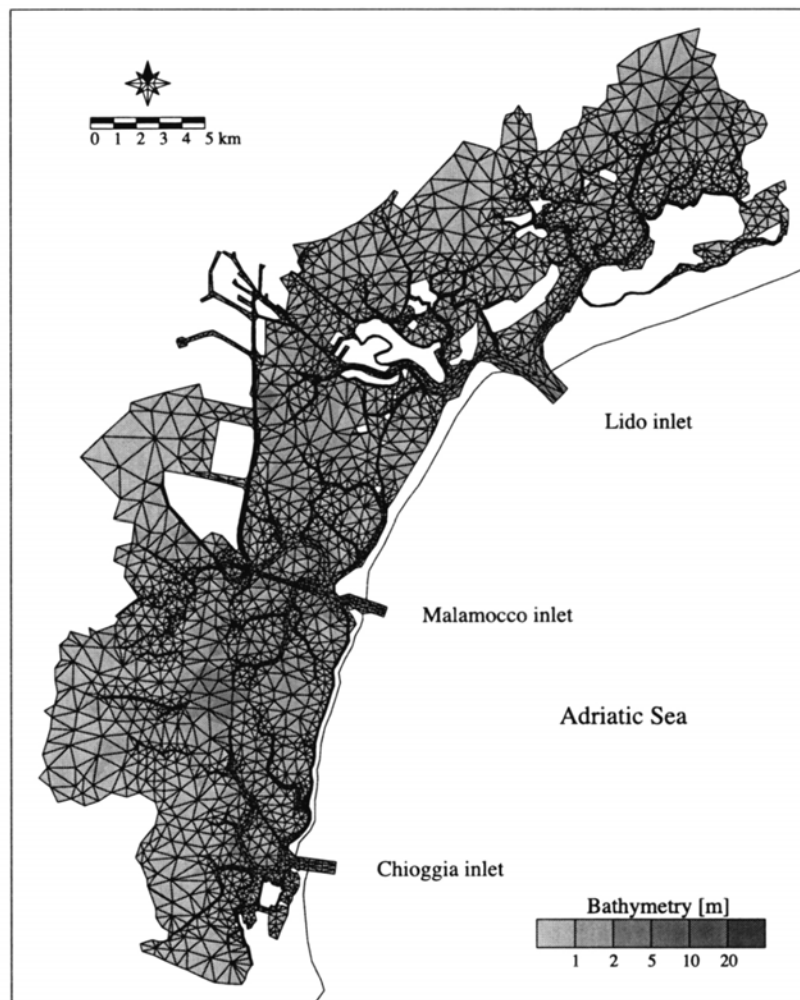 0 1 2 3 4 5 km
Lido inlet
Malamocco inlet
Adriatic Sea
Chioggia inlet
Bathymetry [m]
1 2 5 10 20